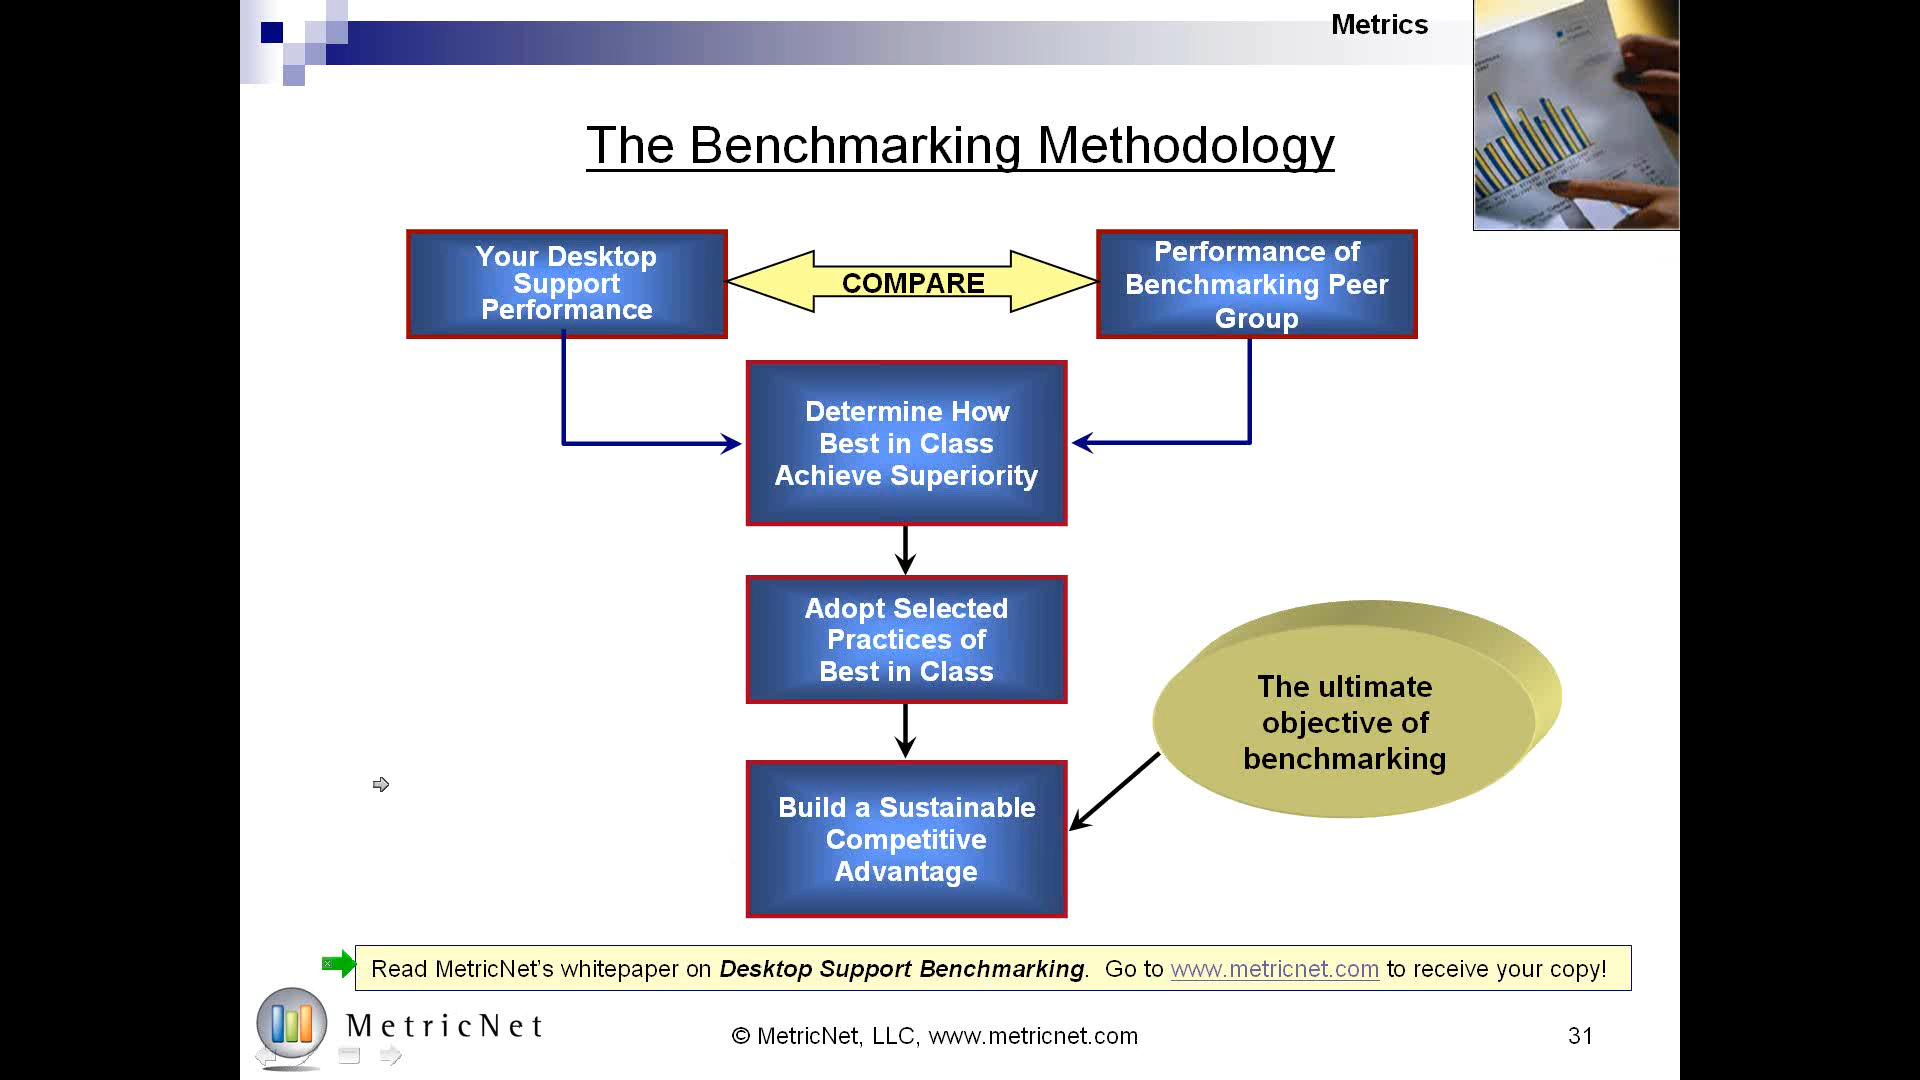 Metrics
The Benchmarking Methodology
Your Desktop
Support
Performance
COMPARE
Performance of
Benchmarking Peer
Group
Determine How
Best in Class
Achieve Superiority
Adopt Selected
Practices of
Best in Class
The ultimate
objective of
benchmarking
Build a Sustainable
Competitive
Advantage
Read MetricNet's whitepaper on Desktop Support Benchmarking. Go to www.metricnet.com to receive your copy!
MetricNet
© MetricNet, LLC, www.metricnet.com
31